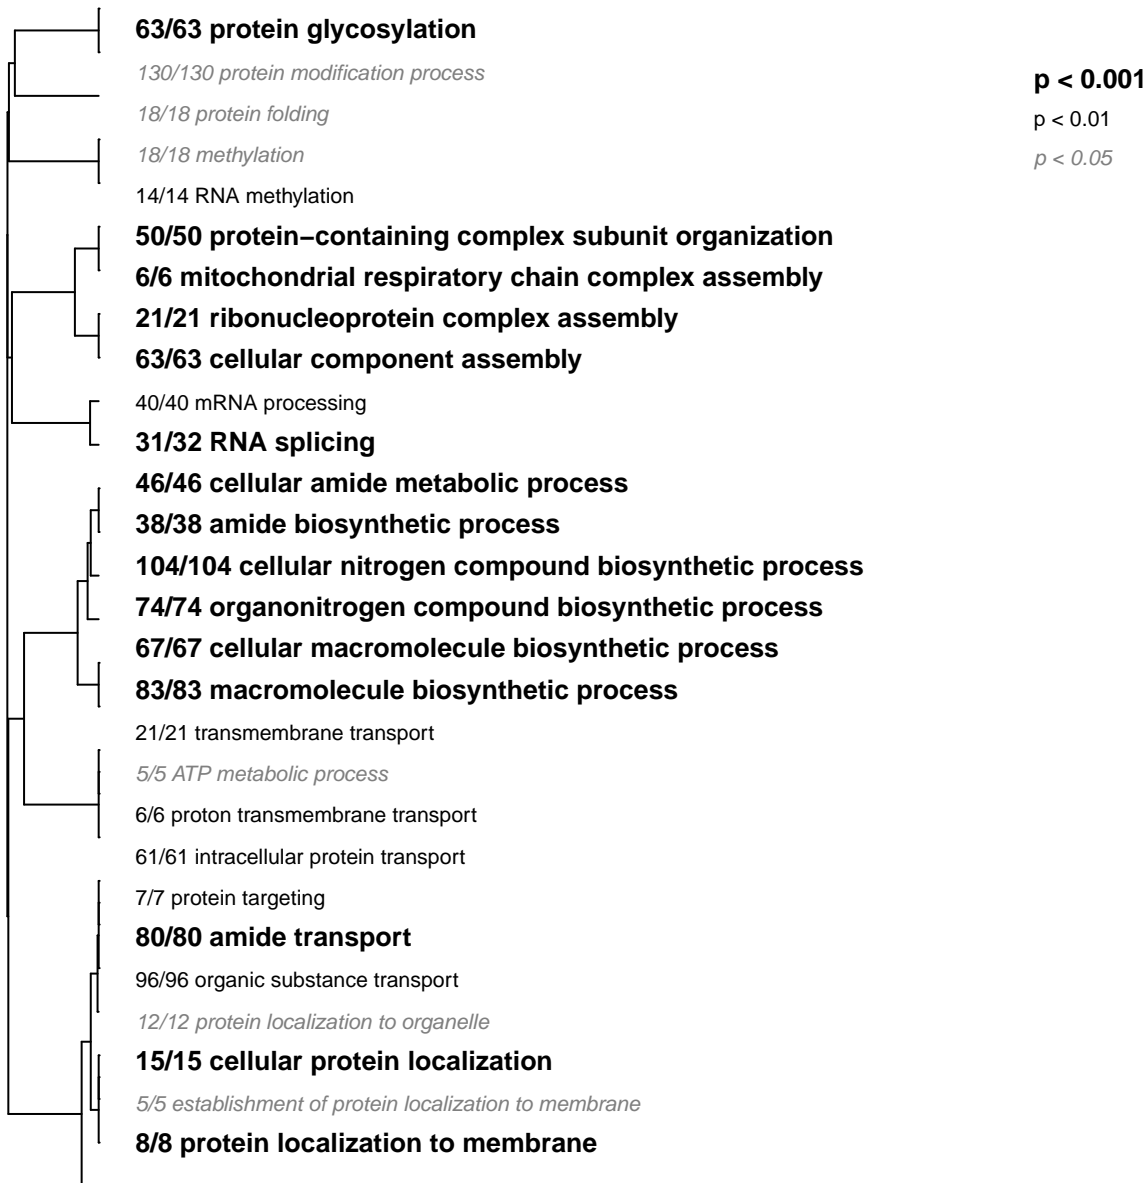 63/63 protein glycosylation
130/130 protein modification process
18/18 protein folding
18/18 methylation
14/14 RNA methylation
50/50 protein−containing complex subunit organization
6/6 mitochondrial respiratory chain complex assembly
21/21 ribonucleoprotein complex assembly
63/63 cellular component assembly
40/40 mRNA processing
31/32 RNA splicing
46/46 cellular amide metabolic process
38/38 amide biosynthetic process
104/104 cellular nitrogen compound biosynthetic process
74/74 organonitrogen compound biosynthetic process
67/67 cellular macromolecule biosynthetic process
83/83 macromolecule biosynthetic process
21/21 transmembrane transport
5/5 ATP metabolic process
6/6 proton transmembrane transport
61/61 intracellular protein transport
7/7 protein targeting
80/80 amide transport
96/96 organic substance transport
12/12 protein localization to organelle
15/15 cellular protein localization
5/5 establishment of protein localization to membrane
8/8 protein localization to membrane
p < 0.001
p < 0.01
p < 0.05